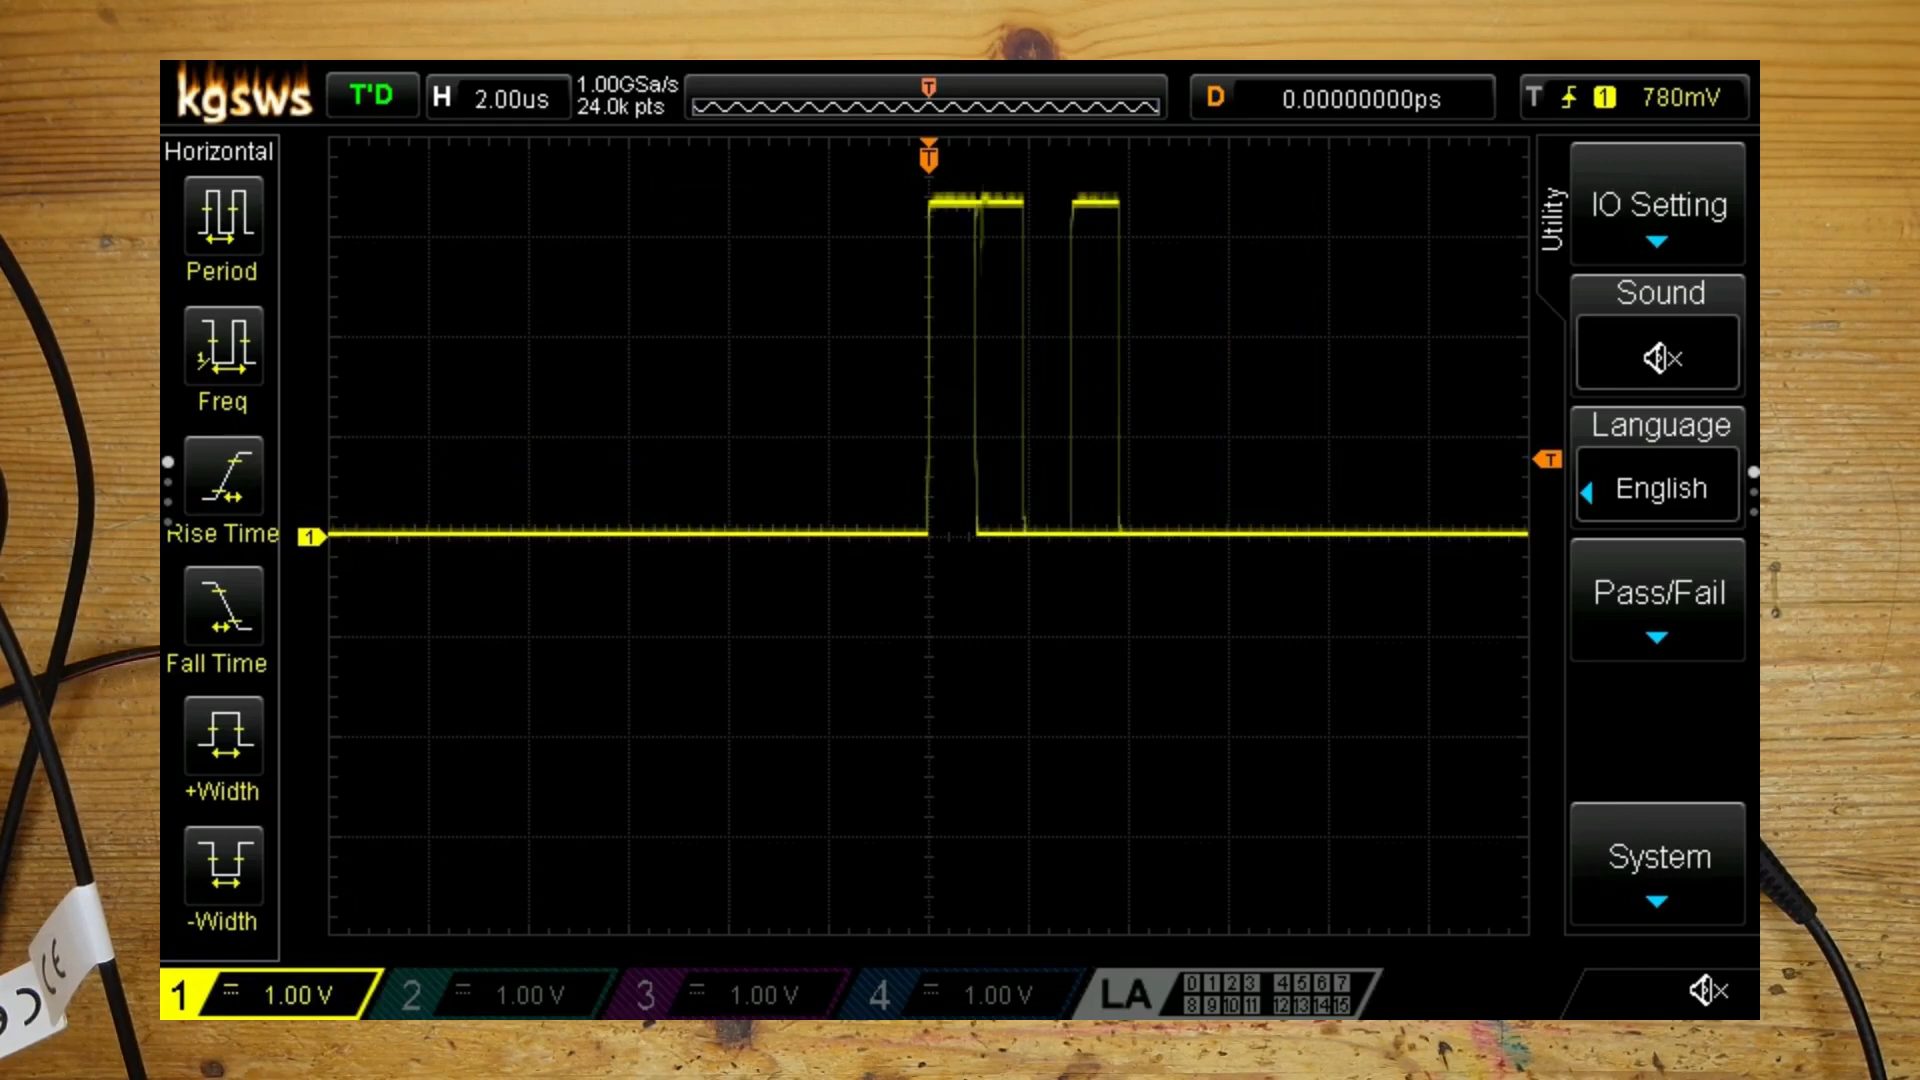 kgsws
T'D
H 2.00us
1.00GSa/s
24.0k pts
T
D 0.00000000ps
T 1 780mV
Horizontal
Period
1/
Freq
Rise Time
Fall Time
+Width
-Width
T
1
T
Utility
IO Setting
Sound
Language
English
Pass/Fail
System
1 1.00 V
2 1.00 V
3 1.00 V
4 1.00 V
LA
0 1 2 3 4 5 6 7
8 9 10 11 12 13 14 15
CE